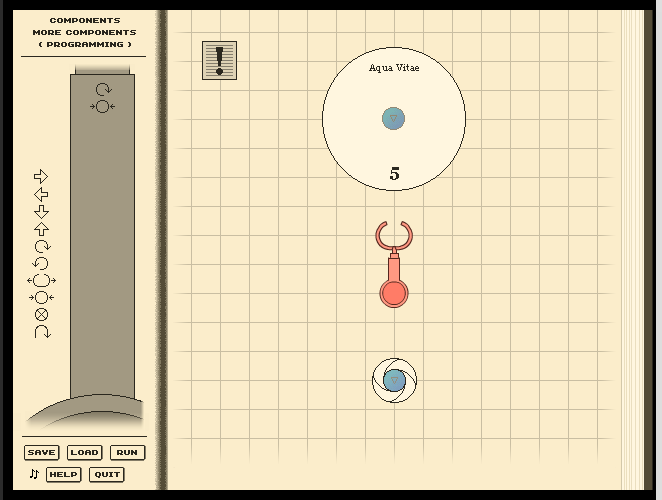 COMPONENTS
MORE COMPONENTS
( PROGRAMMING )
!
Aqua Vitae
5
SAVE
LOAD
RUN
HELP
QUIT